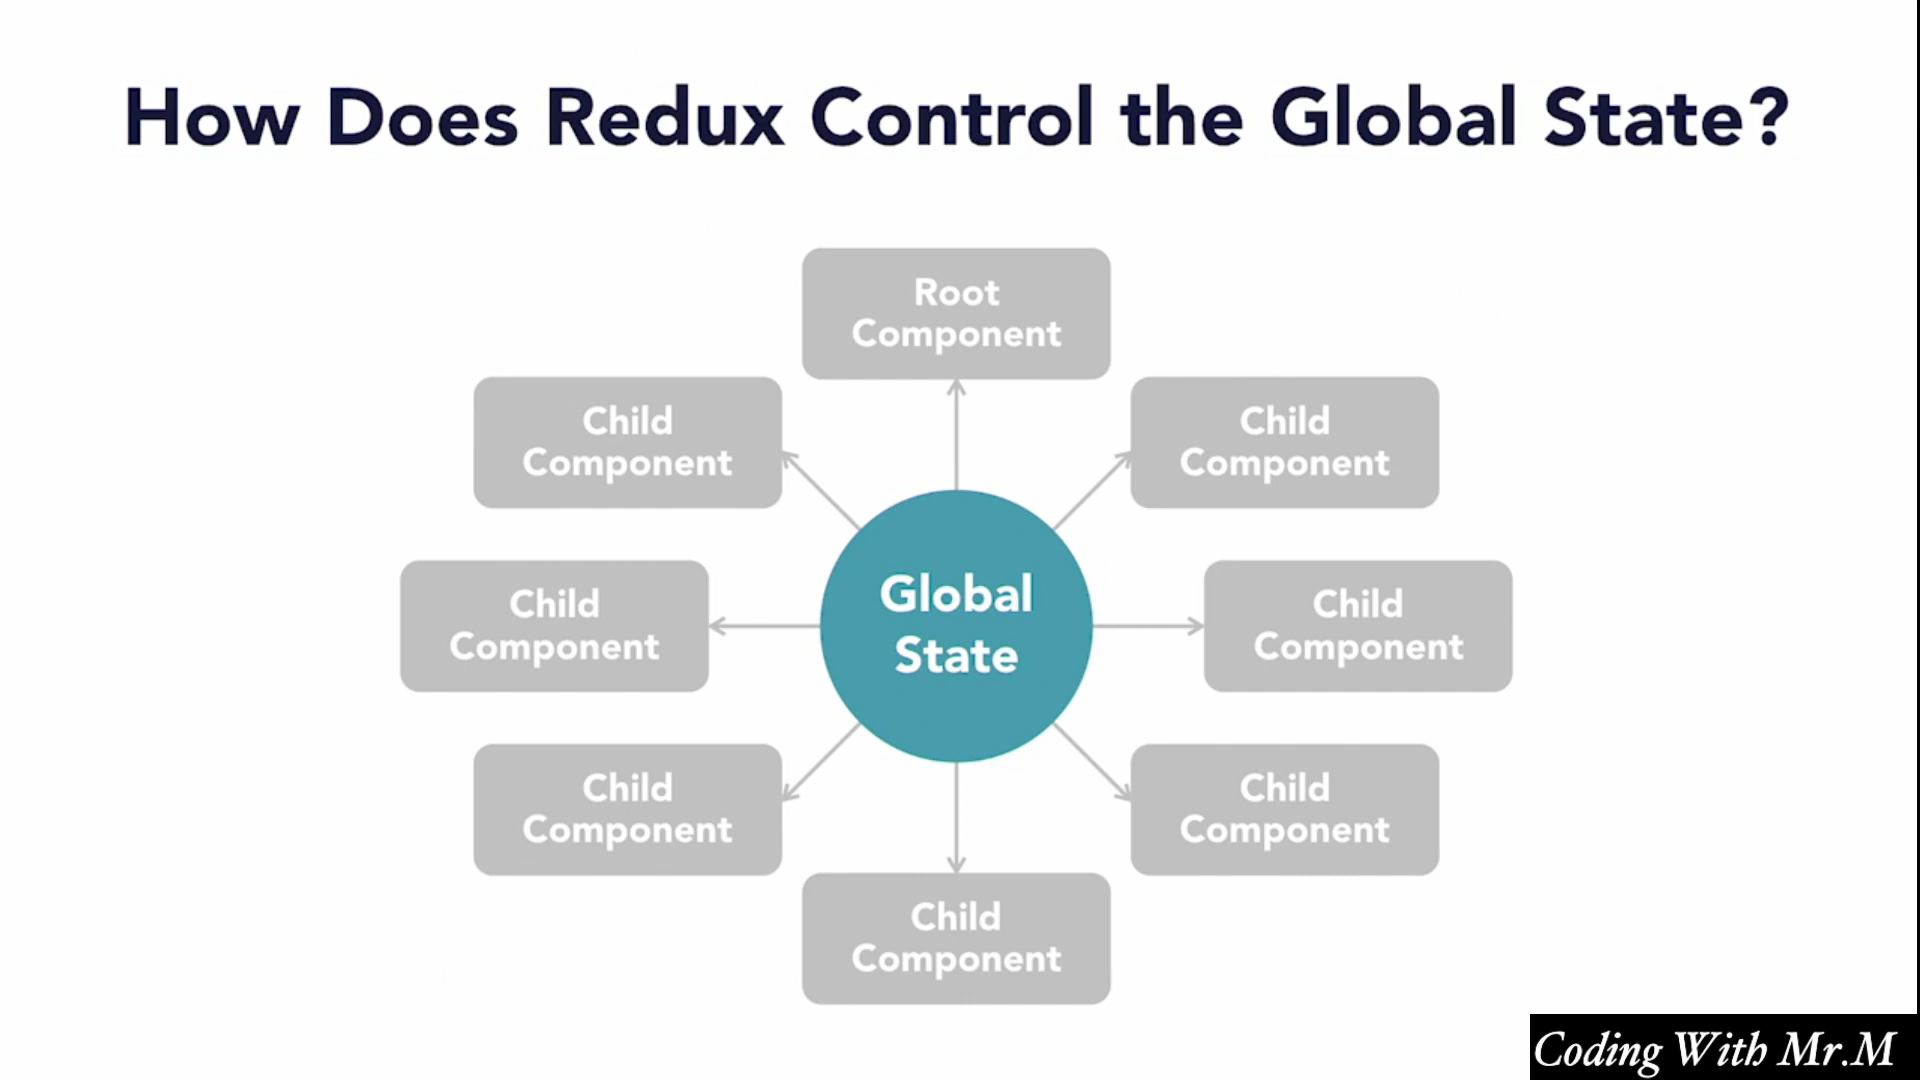 How Does Redux Control the Global State?
Root
Component
Child
Component
Child
Component
Child
Component
Global
State
Child
Component
Child
Component
Child
Component
Child
Component
Coding With Mr.M